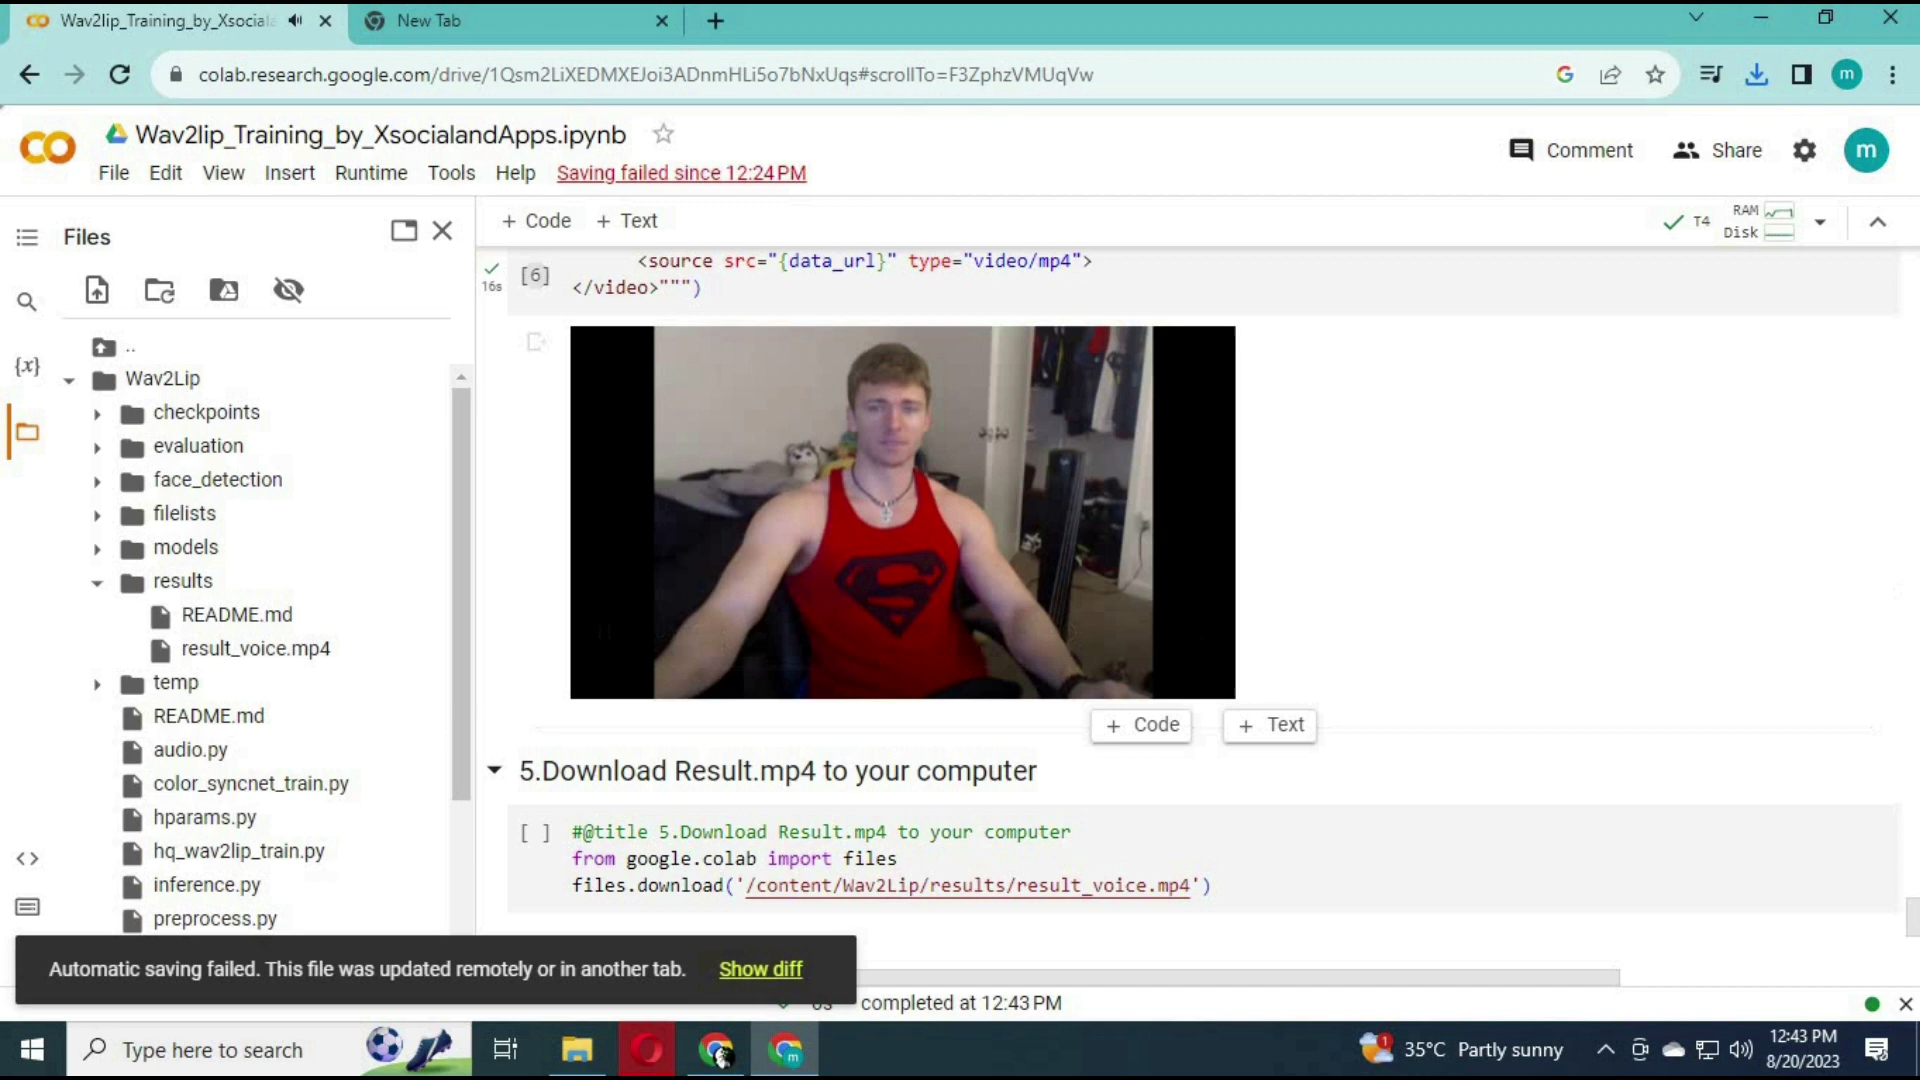 Wav2lip_Training_by_Xsociala
New Tab
colab.research.google.com/drive/1Qsm2LiXEDMXEJoi3ADnmHLi5o7bNxUqs#scrollTo=F3ZphzVMUqVw
m
CO
Wav2lip_Training_by_XsocialandApps.ipynb
Comment
Share
m
File Edit View Insert Runtime Tools Help Saving failed since 12:24 PM
Files
+ Code + Text
T4
RAM
Disk
{x}
..
Wav2Lip
checkpoints
evaluation
face_detection
filelists
models
results
README.md
result_voice.mp4
temp
README.md
audio.py
color_syncnet_train.py
hparams.py
hq_wav2lip_train.py
inference.py
preprocess.py
16s
[6]
<source src="{data_url}" type="video/mp4">
</video>""")
+ Code + Text
5.Download Result.mp4 to your computer
[ ] #@title 5.Download Result.mp4 to your computer
from google.colab import files
files.download('/content/Wav2Lip/results/result_voice.mp4')
Automatic saving failed. This file was updated remotely or in another tab. Show diff
completed at 12:43 PM
Type here to search
1
m
35°C Partly sunny
12:43 PM
8/20/2023